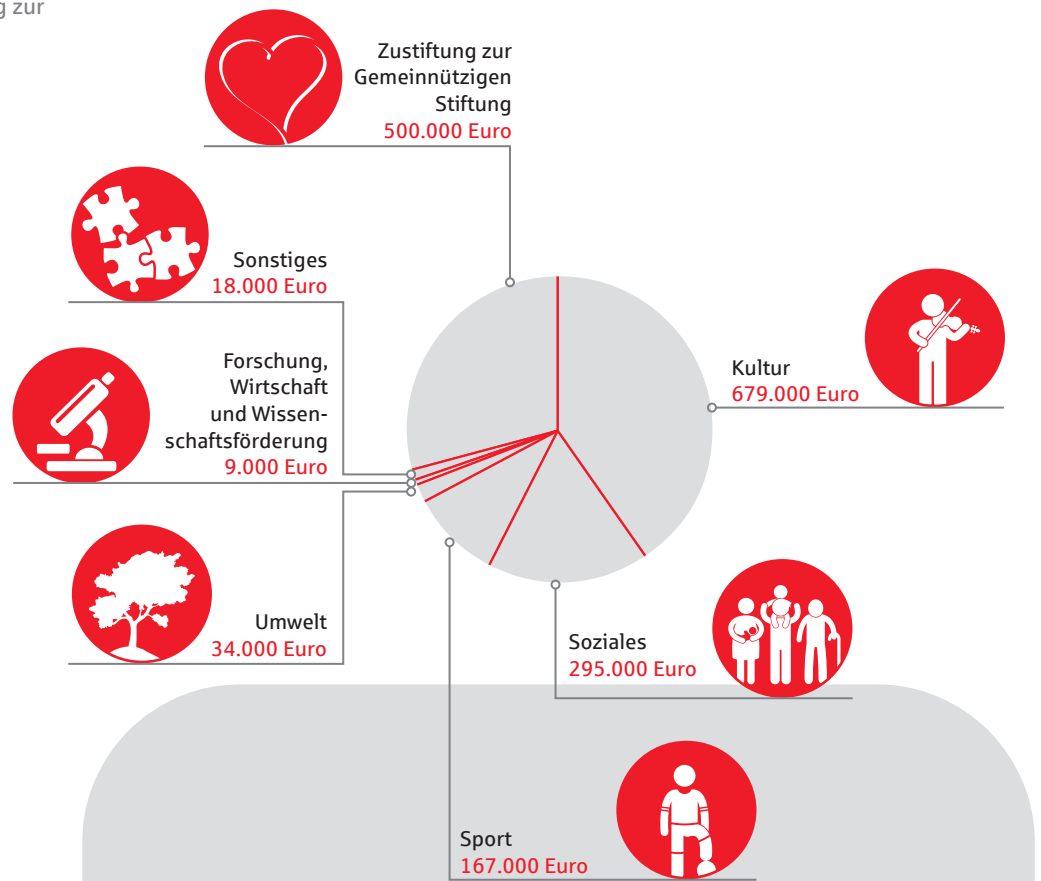 g zur
Zustiftung zur
Gemeinnützigen
Stiftung
500.000 Euro
Sonstiges
18.000 Euro
Forschung,
Wirtschaft
und Wissen-
schaftsförderung
9.000 Euro
Kultur
679.000 Euro
Umwelt
34.000 Euro
Soziales
295.000 Euro
Sport
167.000 Euro